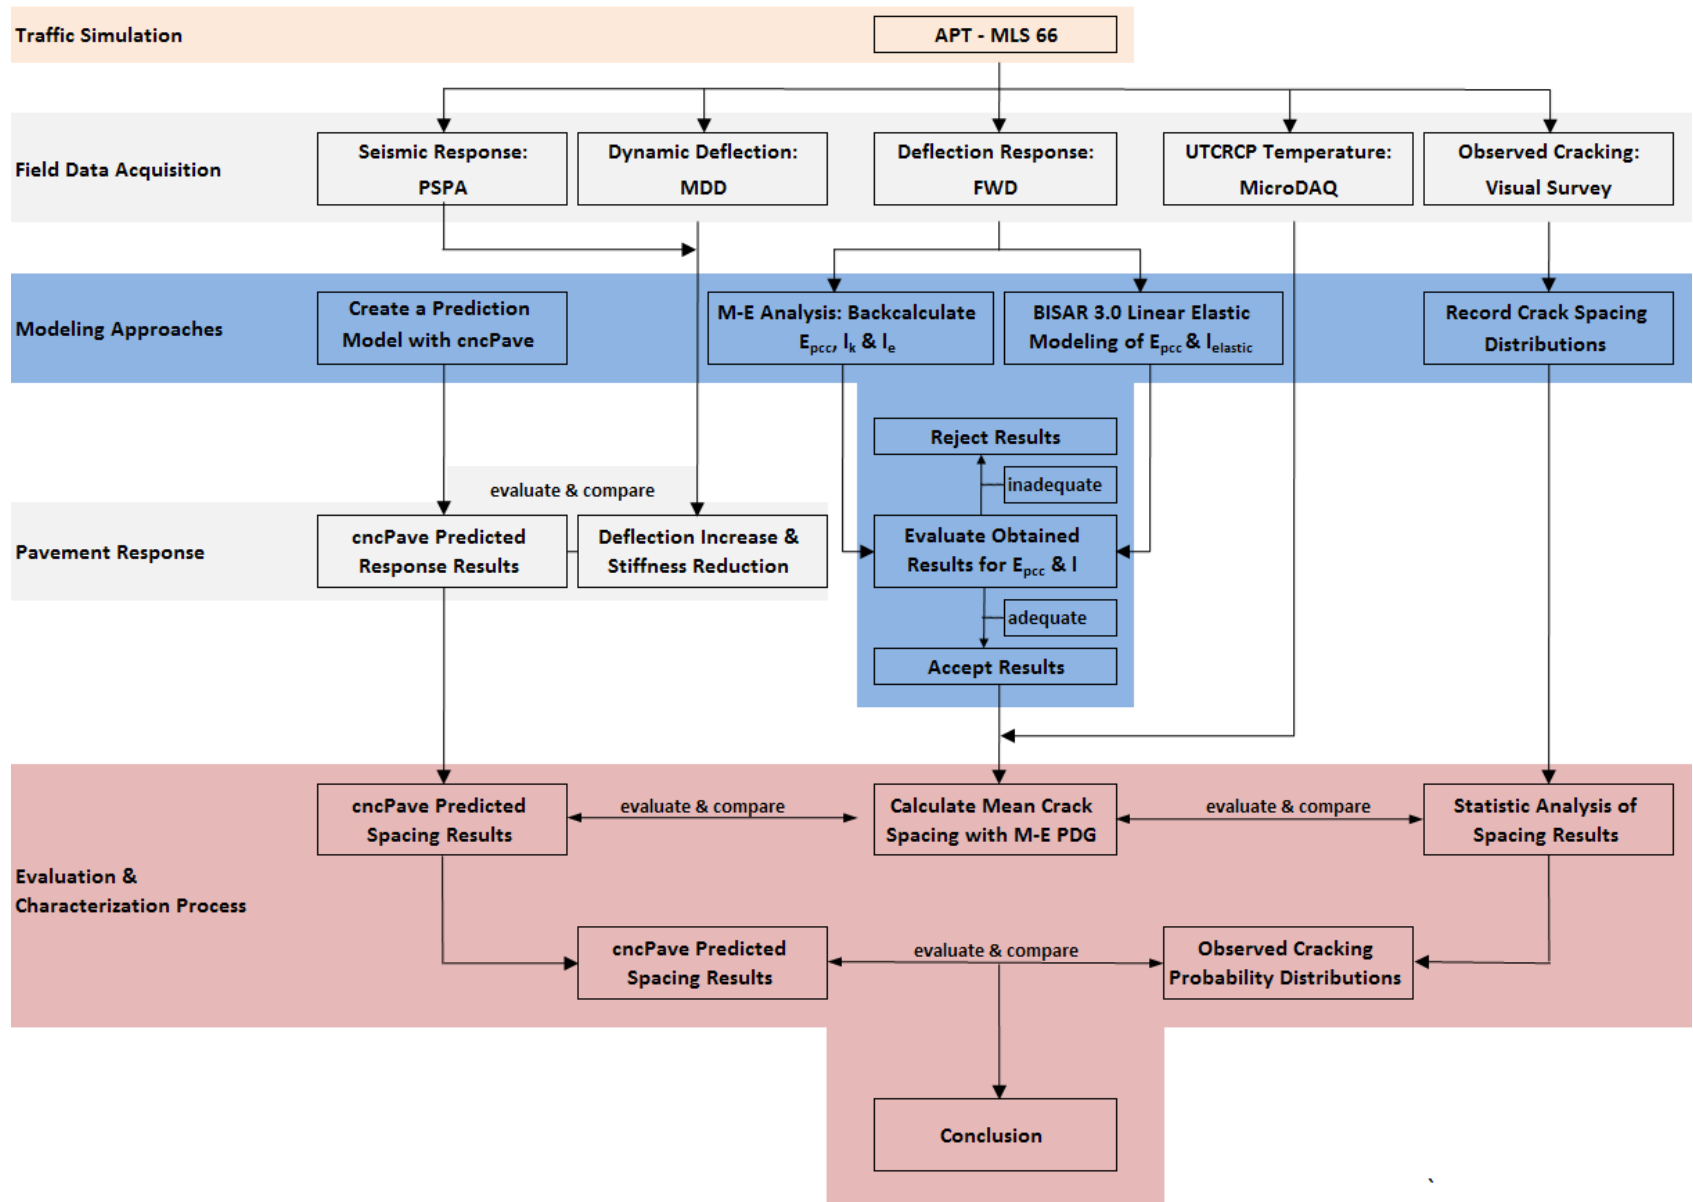 Traffic Simulation
APT - MLS 66
Field Data Acquisition
Seismic Response:
PSPA
Dynamic Deflection:
MDD
Deflection Response:
FWD
UTCRCP Temperature:
MicroDAQ
Observed Cracking:
Visual Survey
Modeling Approaches
Create a Prediction
Model with cncPave
M-E Analysis: Backcalculate
Epcc, lk & le
BISAR 3.0 Linear Elastic
Modeling of Epcc & lelastic
Record Crack Spacing
Distributions
Reject Results
inadequate
evaluate & compare
Pavement Response
cncPave Predicted
Response Results
Deflection Increase &
Stiffness Reduction
Evaluate Obtained
Results for Epcc & l
adequate
Accept Results
Evaluation &
Characterization Process
cncPave Predicted
Spacing Results
evaluate & compare
Calculate Mean Crack
Spacing with M-E PDG
evaluate & compare
Statistic Analysis of
Spacing Results
cncPave Predicted
Spacing Results
evaluate & compare
Observed Cracking
Probability Distributions
Conclusion